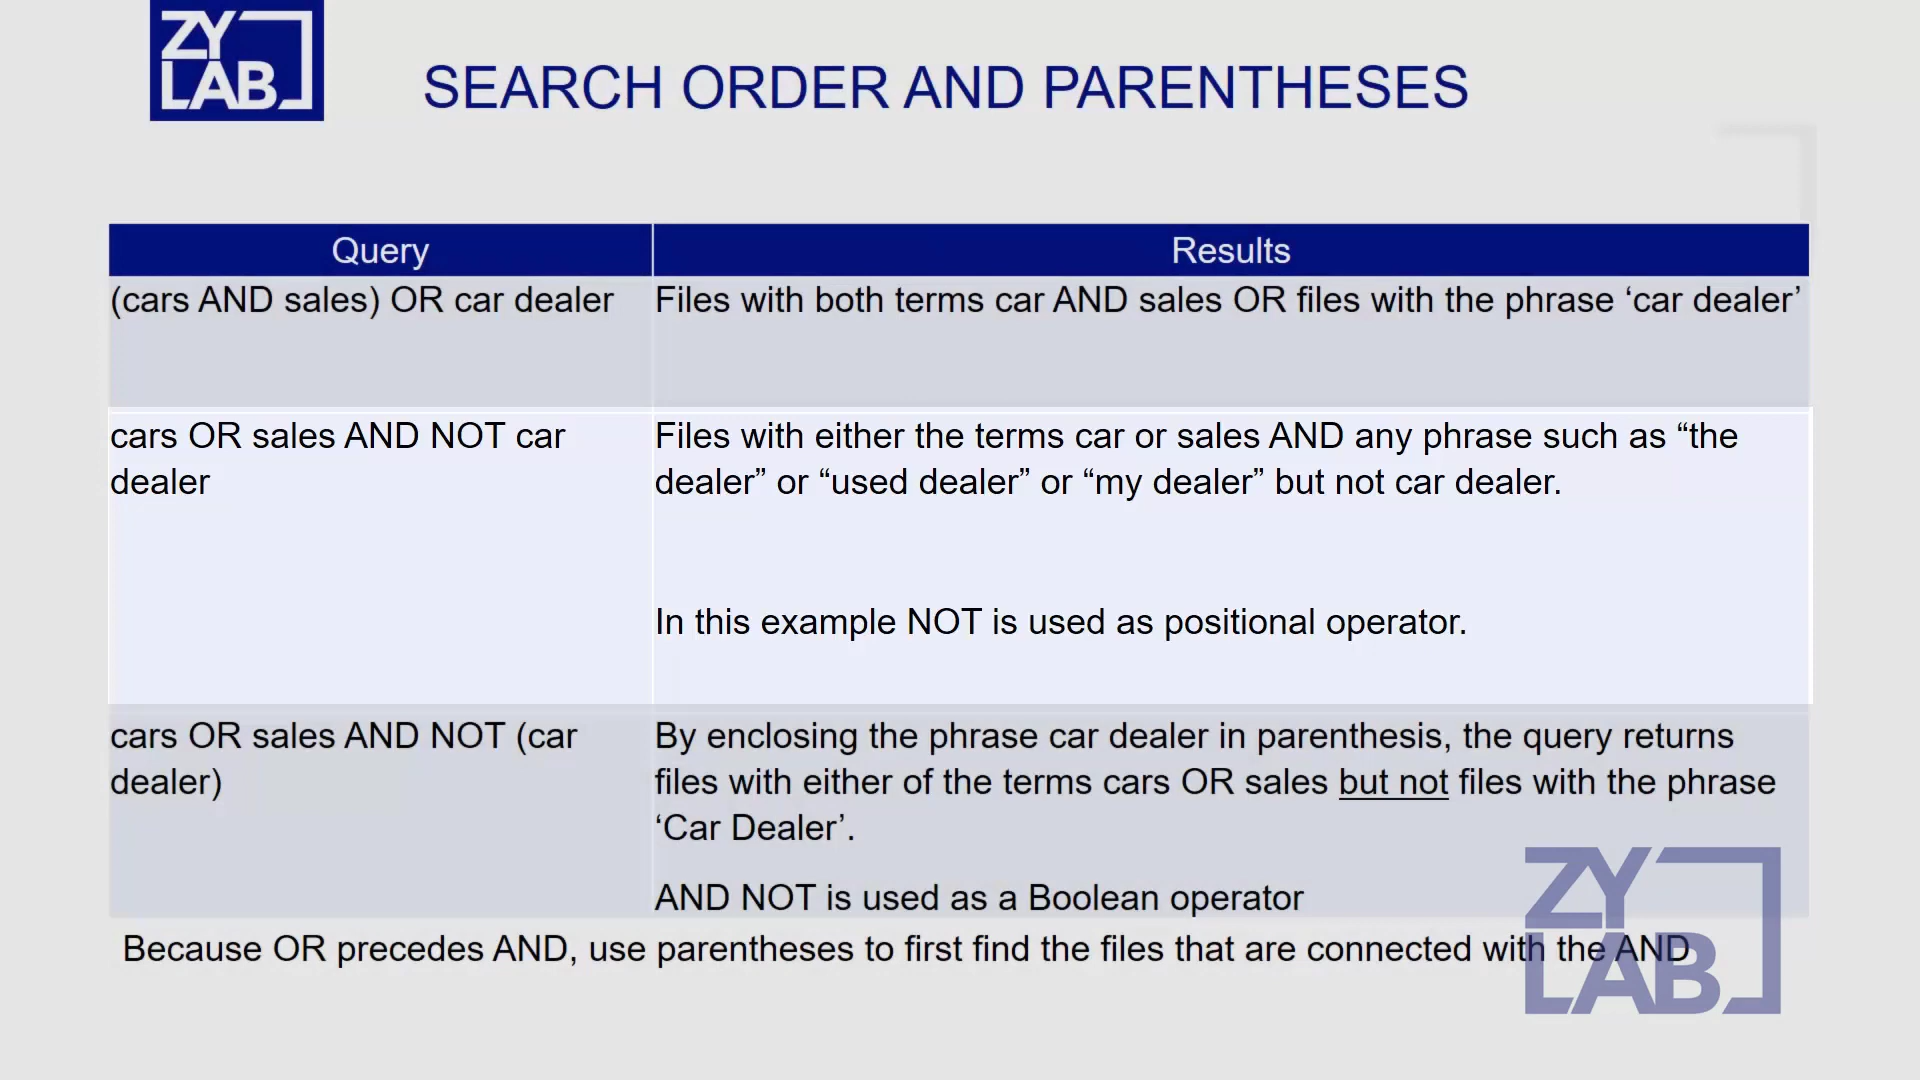 ZY
LAB
SEARCH ORDER AND PARENTHESES
Query
Results
(cars AND sales) OR car dealer
Files with both terms car AND sales OR files with the phrase ‘car dealer’
cars OR sales AND NOT car
dealer
Files with either the terms car or sales AND any phrase such as “the
dealer” or “used dealer” or “my dealer” but not car dealer.
In this example NOT is used as positional operator.
cars OR sales AND NOT (car
dealer)
By enclosing the phrase car dealer in parenthesis, the query returns
files with either of the terms cars OR sales but not files with the phrase
‘Car Dealer’.
AND NOT is used as a Boolean operator
Because OR precedes AND, use parentheses to first find the files that are connected with the AND
ZY
LAB